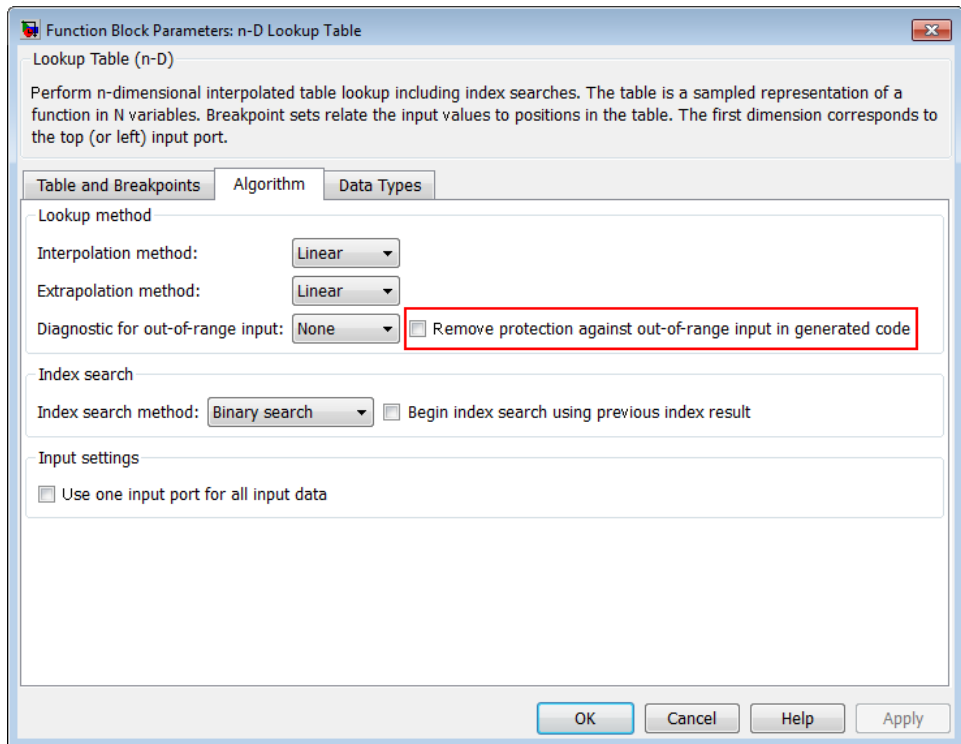 Function Block Parameters: n-D Lookup Table
Lookup Table (n-D)
Perform n-dimensional interpolated table lookup including index searches. The table is a sampled representation of a
function in N variables. Breakpoint sets relate the input values to positions in the table. The first dimension corresponds to
the top (or left) input port.
Table and Breakpoints Algorithm Data Types
Lookup method
Interpolation method: Linear
Extrapolation method: Linear
Diagnostic for out-of-range input: None Remove protection against out-of-range input in generated code
Index search
Index search method: Binary search Begin index search using previous index result
Input settings
Use one input port for all input data
OK Cancel Help Apply